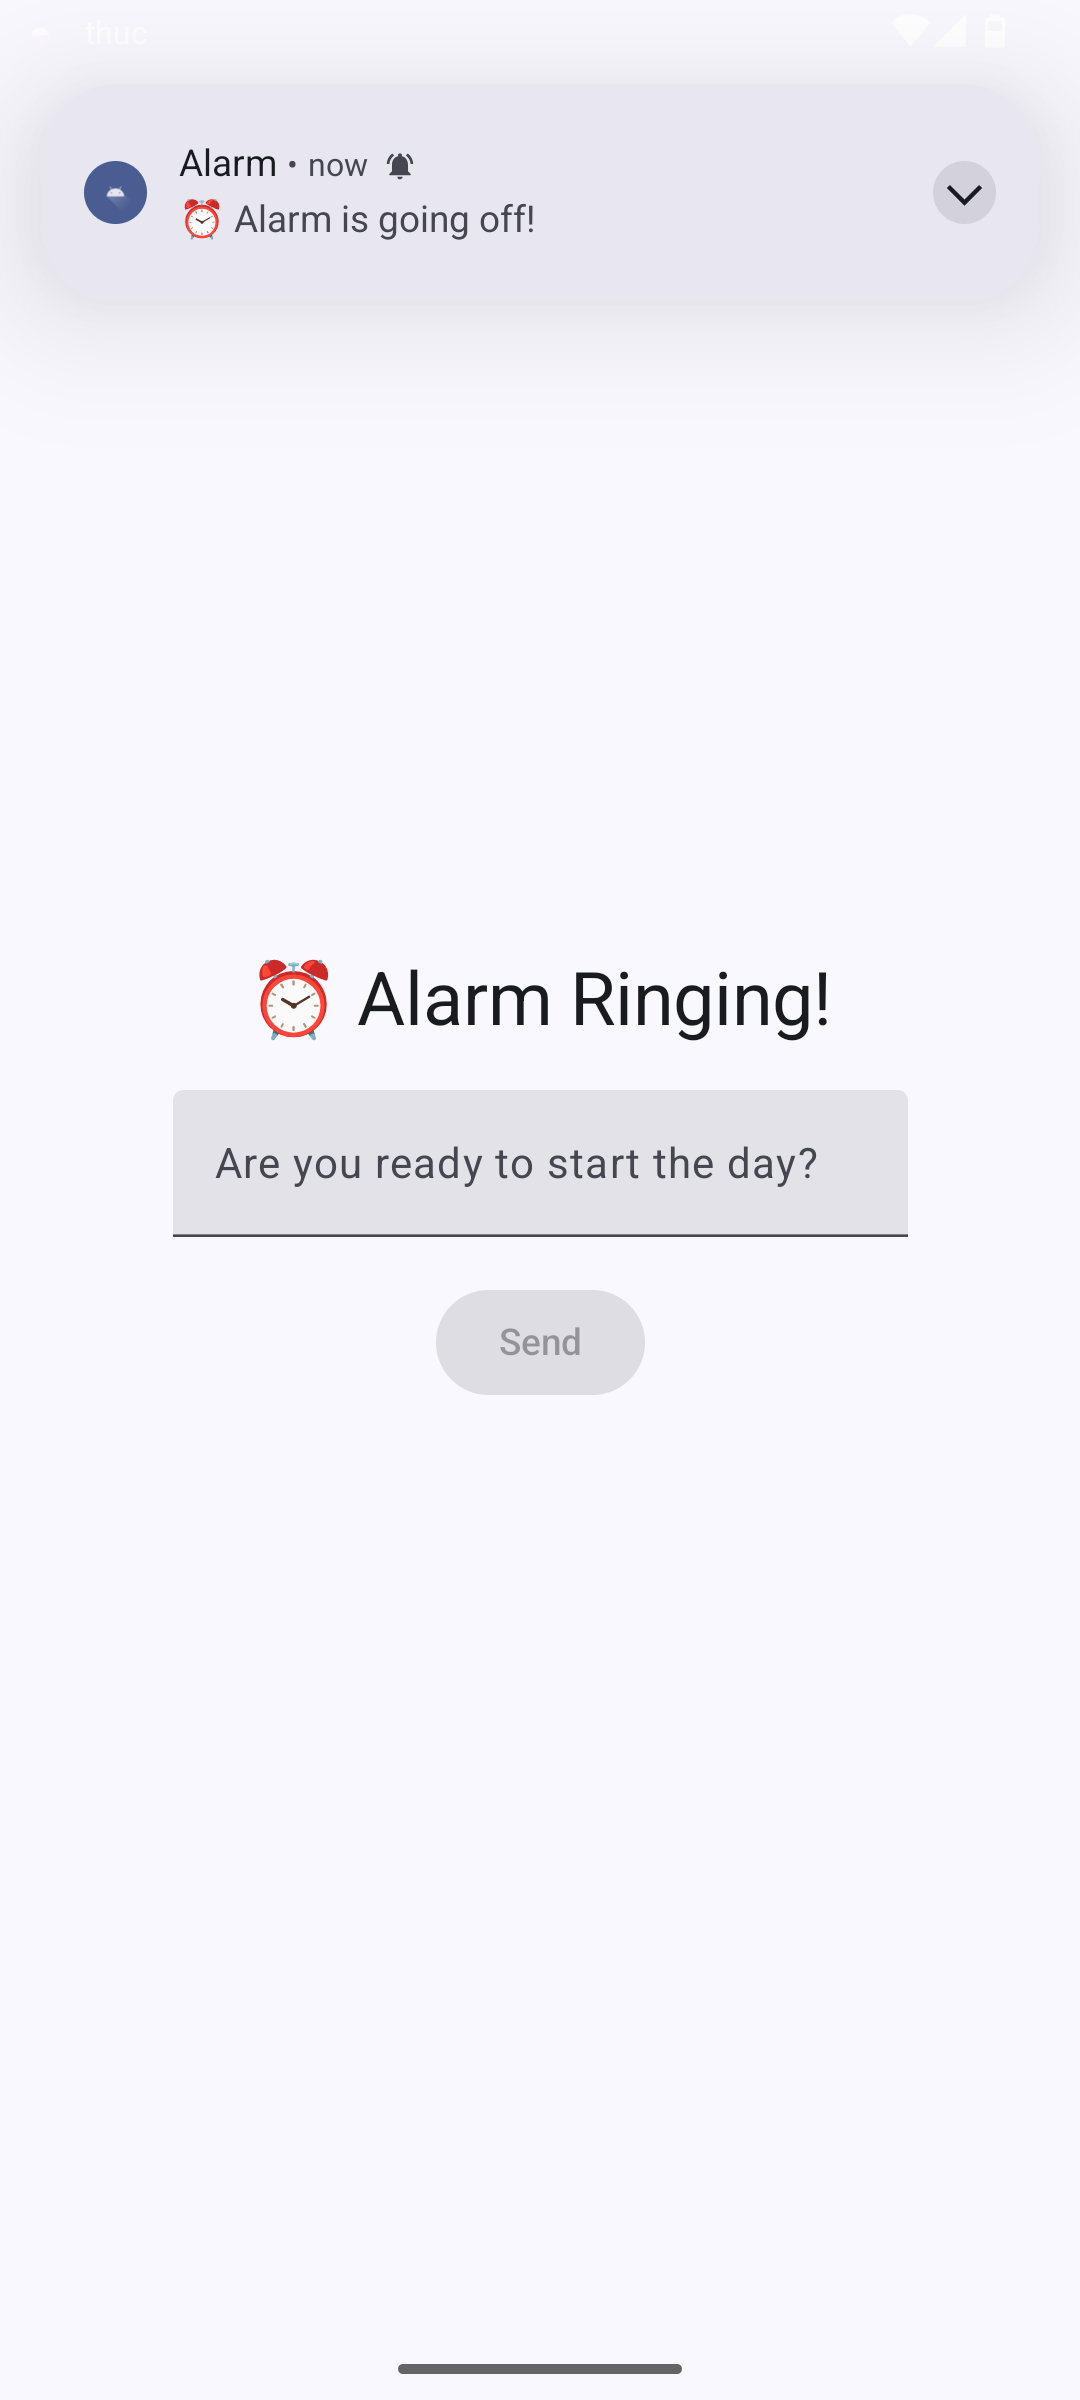 thuc
Alarm • now
⏰ Alarm is going off!
⏰ Alarm Ringing!
Are you ready to start the day?
Send